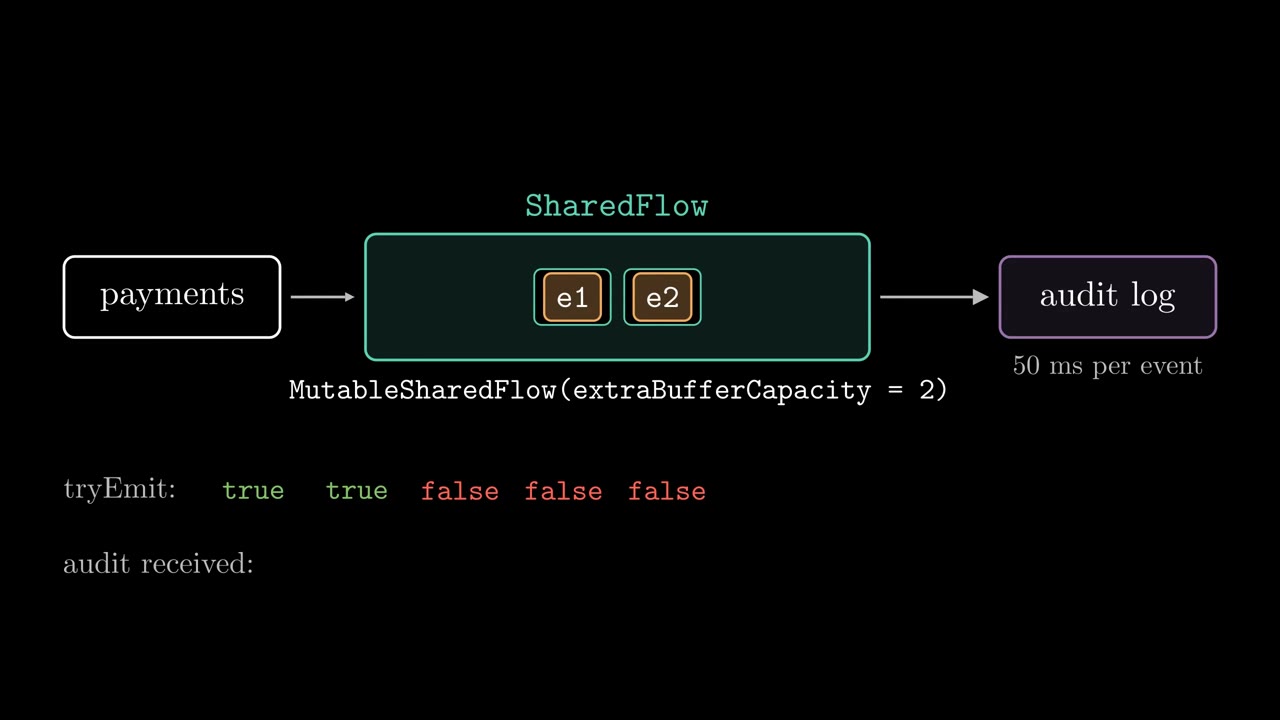 SharedFlow
payments
e1 e2
audit log
50 ms per event
MutableSharedFlow(extraBufferCapacity = 2)
tryEmit: true true false false false
audit received: